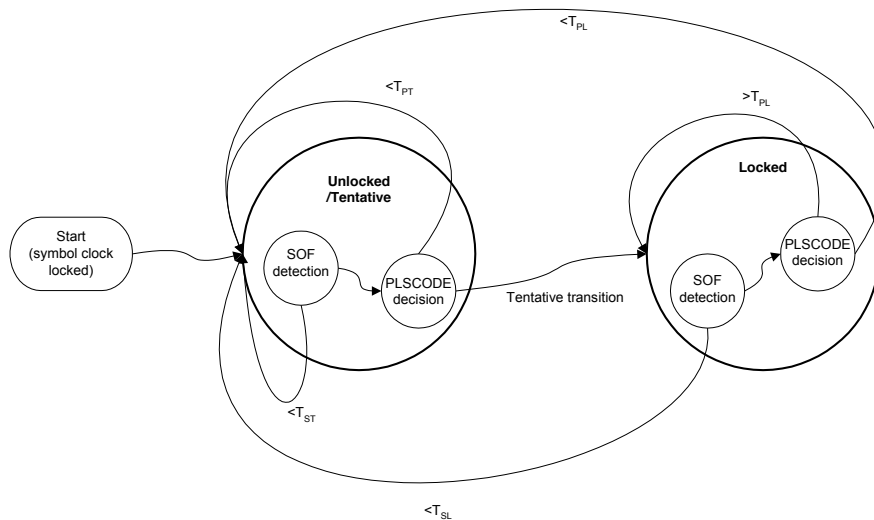 <T_PL
<T_PT
>T_PL
Unlocked
/Tentative
Locked
Start
(symbol clock
locked)
SOF
detection
PLSCODE
decision
PLSCODE
decision
SOF
detection
Tentative transition
<T_ST
<T_SL